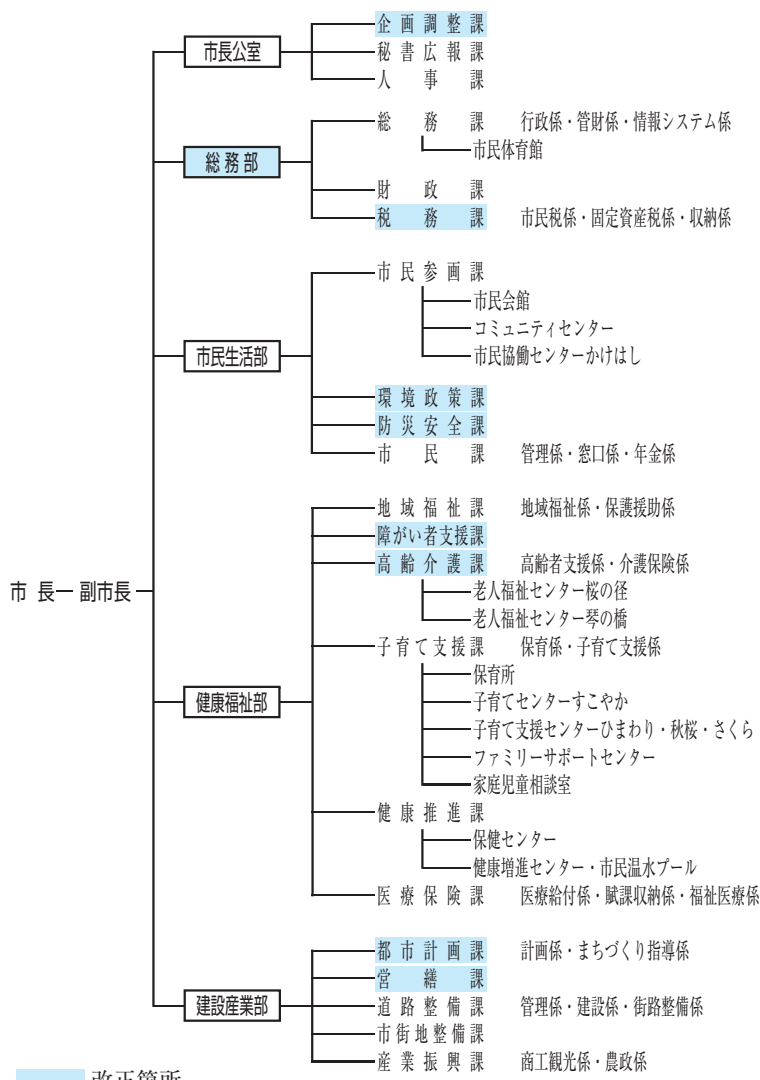 市長公室
企画調整課
秘書広報課
人事課
総務部
総務課 行政係・管財係・情報システム係
市民体育館
財政課
税務課 市民税係・固定資産税係・収納係
市民生活部
市民参画課
市民会館
コミュニティセンター
市民協働センターかけはし
環境政策課
防災安全課
市民課 管理係・窓口係・年金係
市長 副市長
健康福祉部
地域福祉課 地域福祉係・保護援助係
障がい者支援課
高齢介護課 高齢者支援係・介護保険係
老人福祉センター桜の径
老人福祉センター琴の橋
子育て支援課 保育係・子育て支援係
保育所
子育てセンターすこやか
子育て支援センターひまわり・秋桜・さくら
ファミリーサポートセンター
家庭児童相談室
健康推進課
保健センター
健康増進センター・市民温水プール
医療保険課 医療給付係・賦課収納係・福祉医療係
建設産業部
都市計画課 計画係・まちづくり指導係
営繕課
道路整備課 管理係・建設係・街路整備係
市街地整備課
産業振興課 商工観光係・農政係
改正箇所